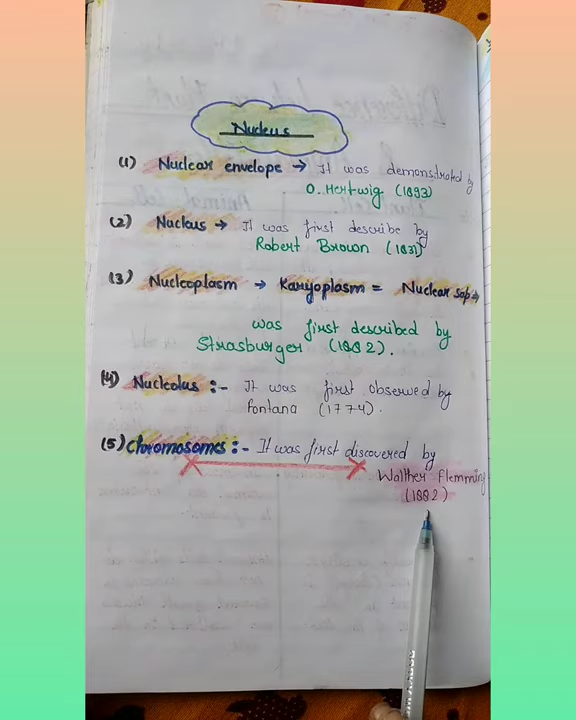 Nucleus
(1) Nuclear envelope → It was demonstrated by
O. Hertwig (1893)
(2) Nucleus → It was first describe by
Robert Brown (1831)
(3) Nucleoplasm → Karyoplasm = Nuclear sap →
was first described by
Strasburger (1882).
(4) Nucleolus :- It was first observed by
Fontana (1774).
(5) Chromosomes :- It was first discovered by
Walther Flemming
(1882)